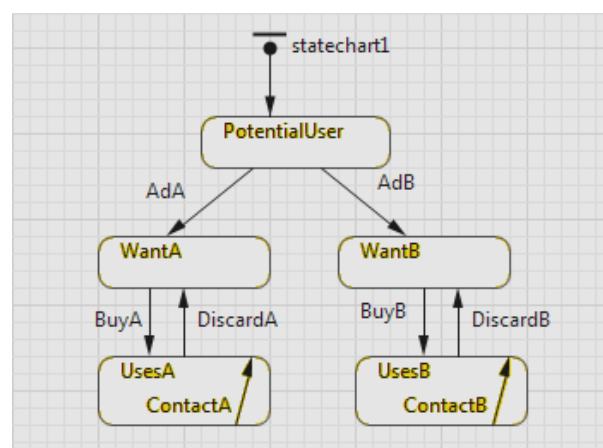 statechart1
PotentialUser
AdA
AdB
WantA
WantB
BuyA
DiscardA
BuyB
DiscardB
UsesA
UsesB
ContactA
ContactB